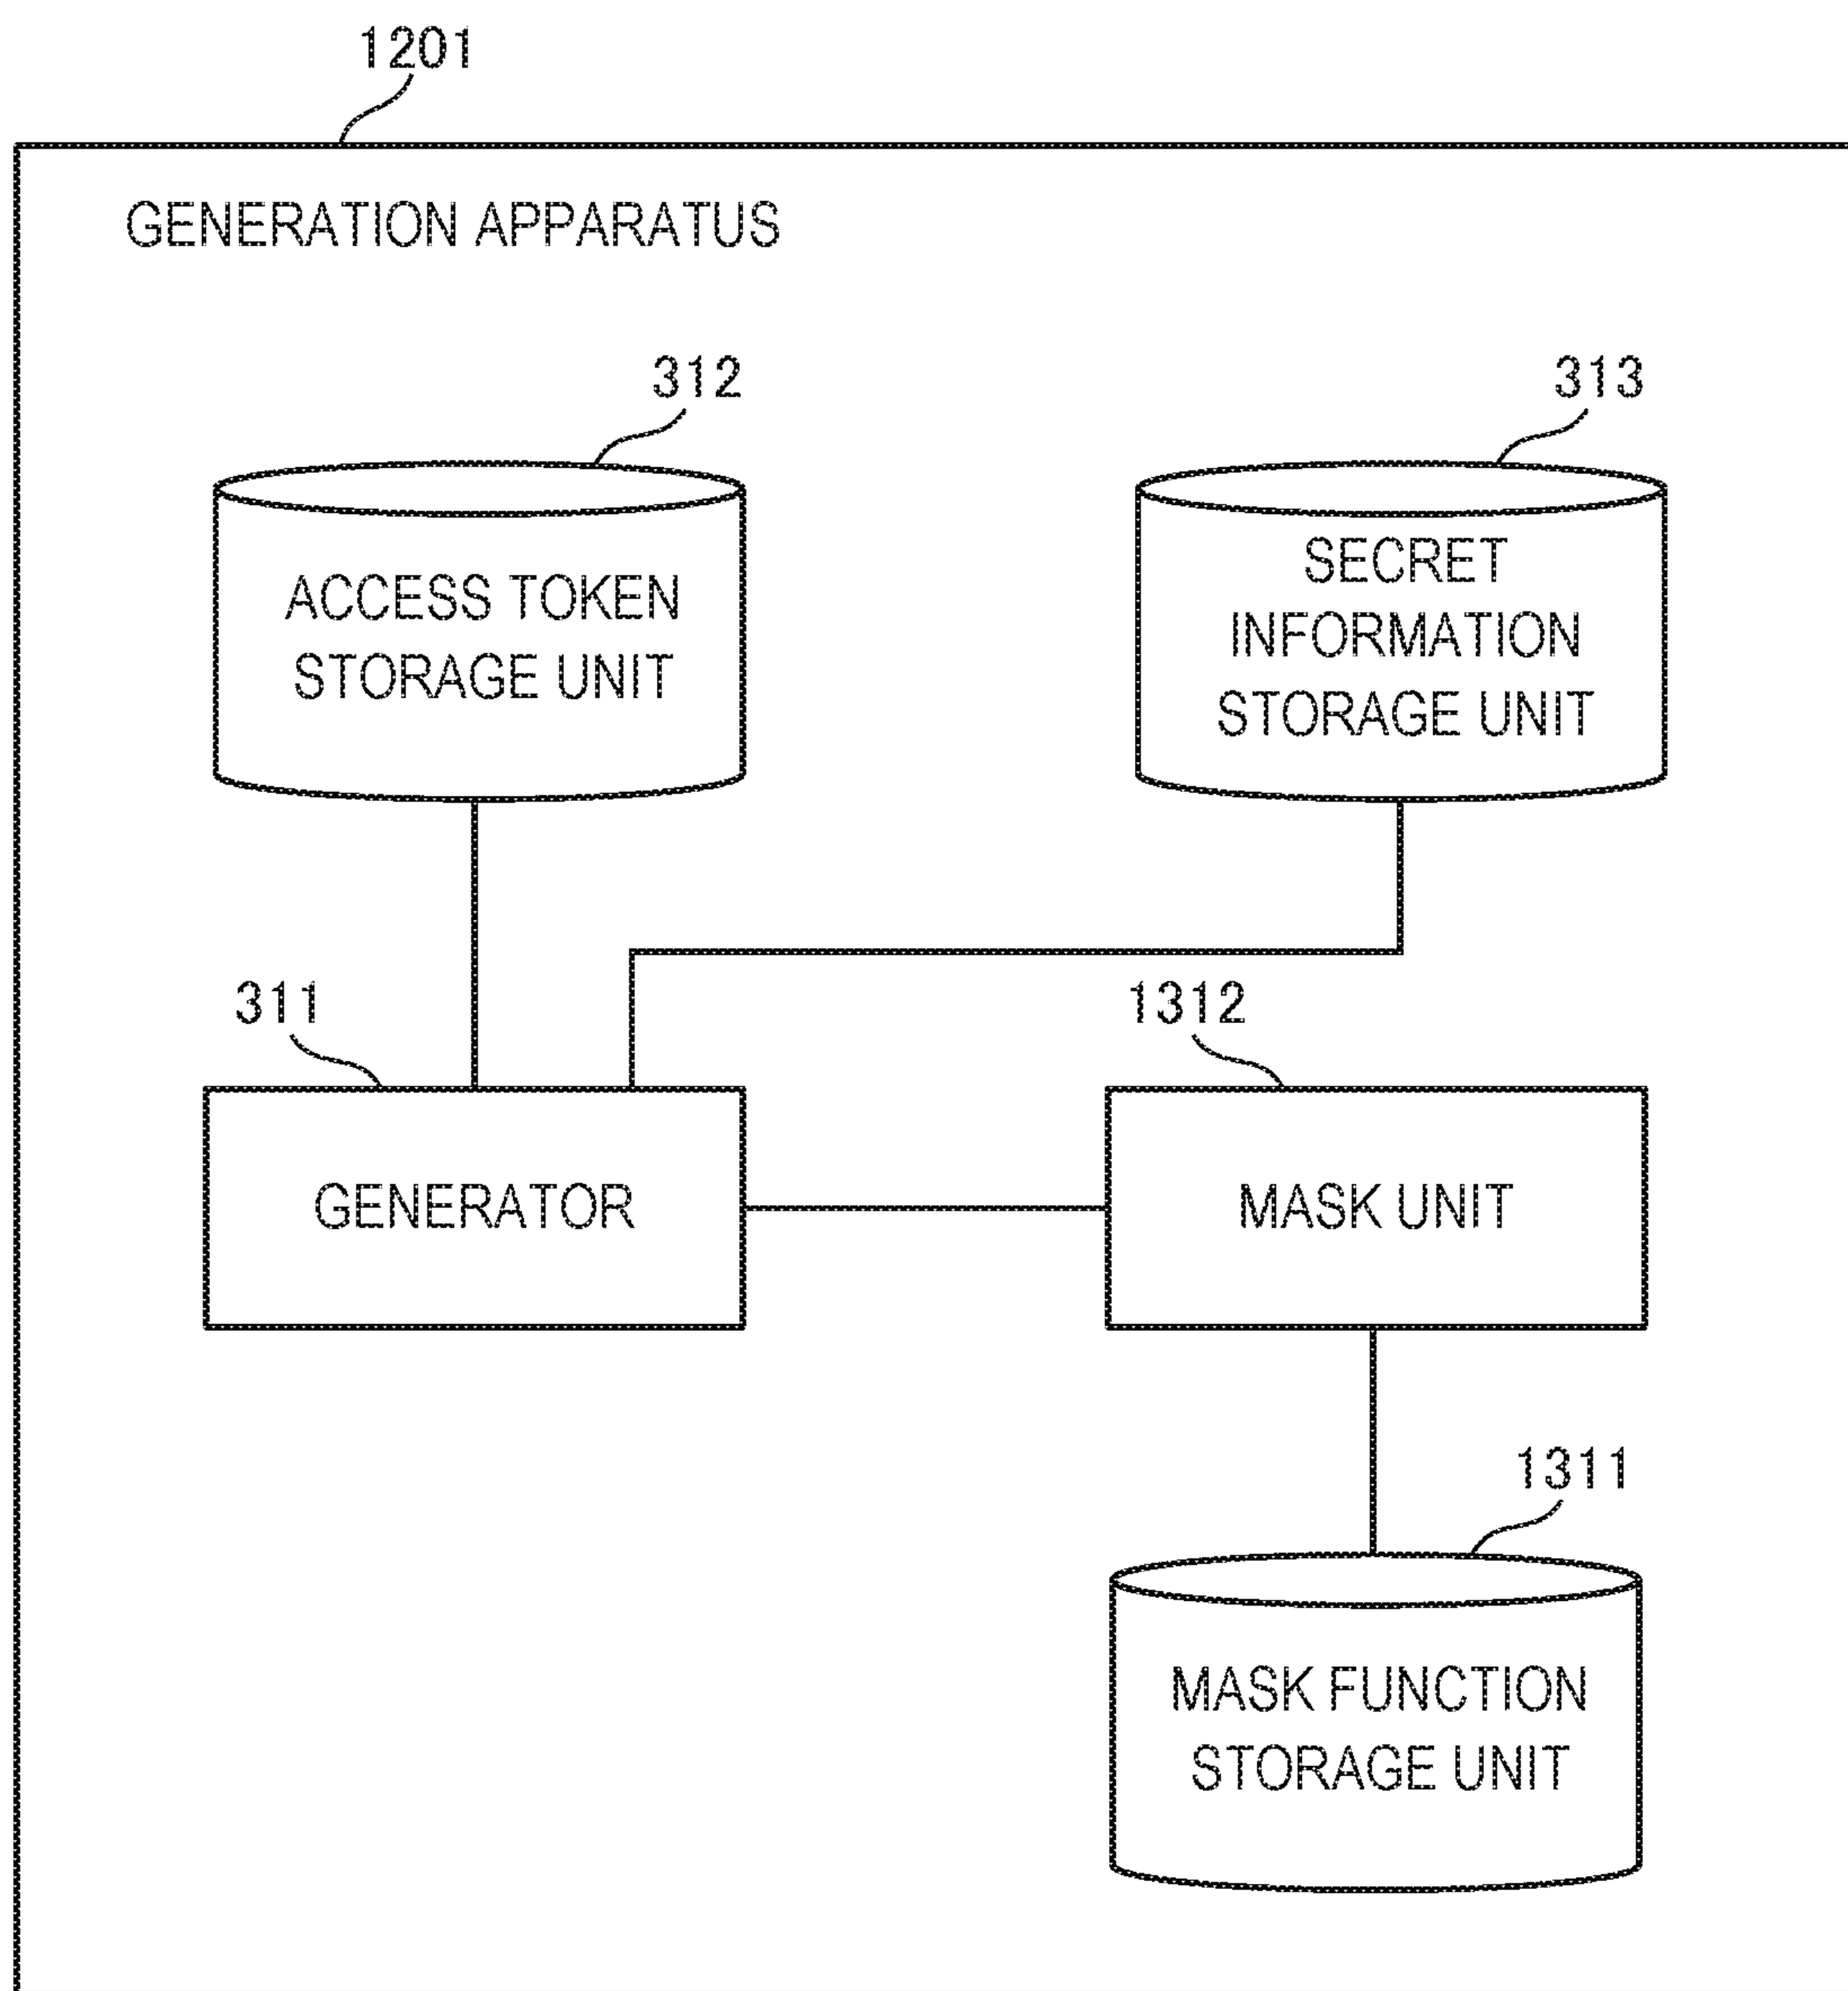 1201
GENERATION APPARATUS
312
313
ACCESS TOKEN
STORAGE UNIT
SECRET
INFORMATION
STORAGE UNIT
311
1312
GENERATOR
MASK UNIT
1311
MASK FUNCTION
STORAGE UNIT